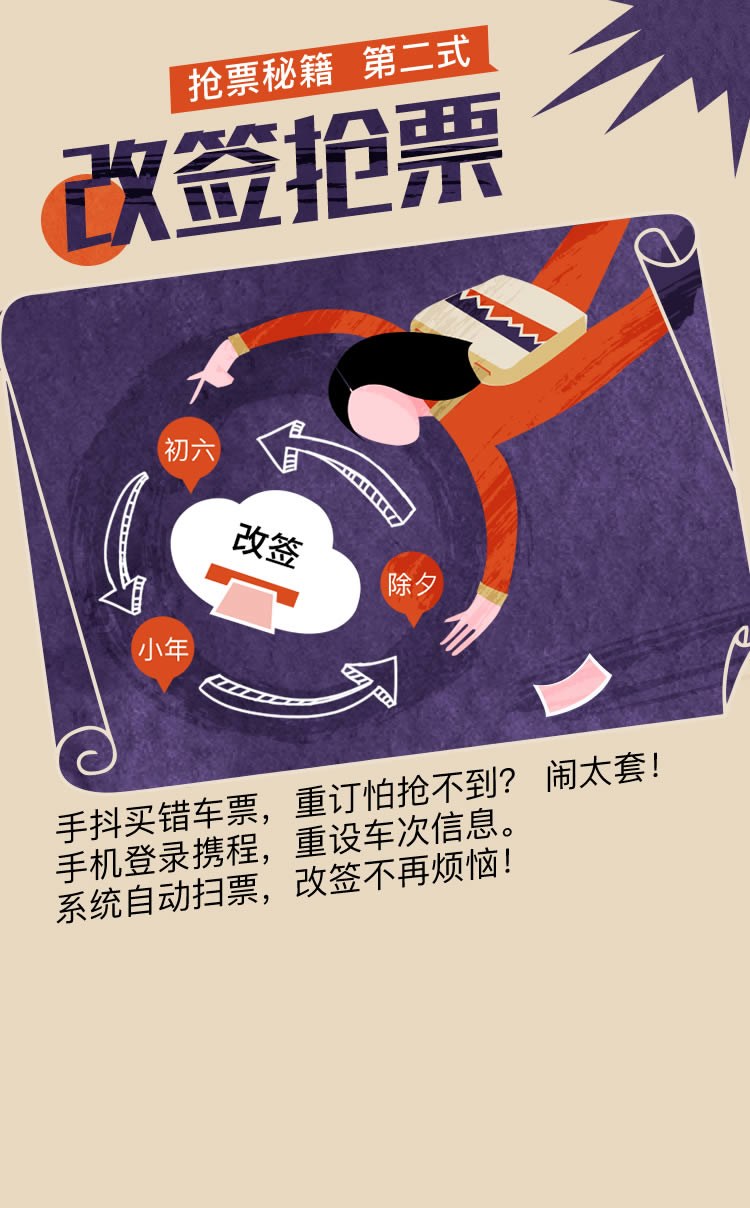 抢票秘籍 第二式
改签抢票
初六
改签
除夕
小年
手抖买错车票，重订怕抢不到？ 闹太套！
手机登录携程，重设车次信息。
系统自动扫票，改签不再烦恼！